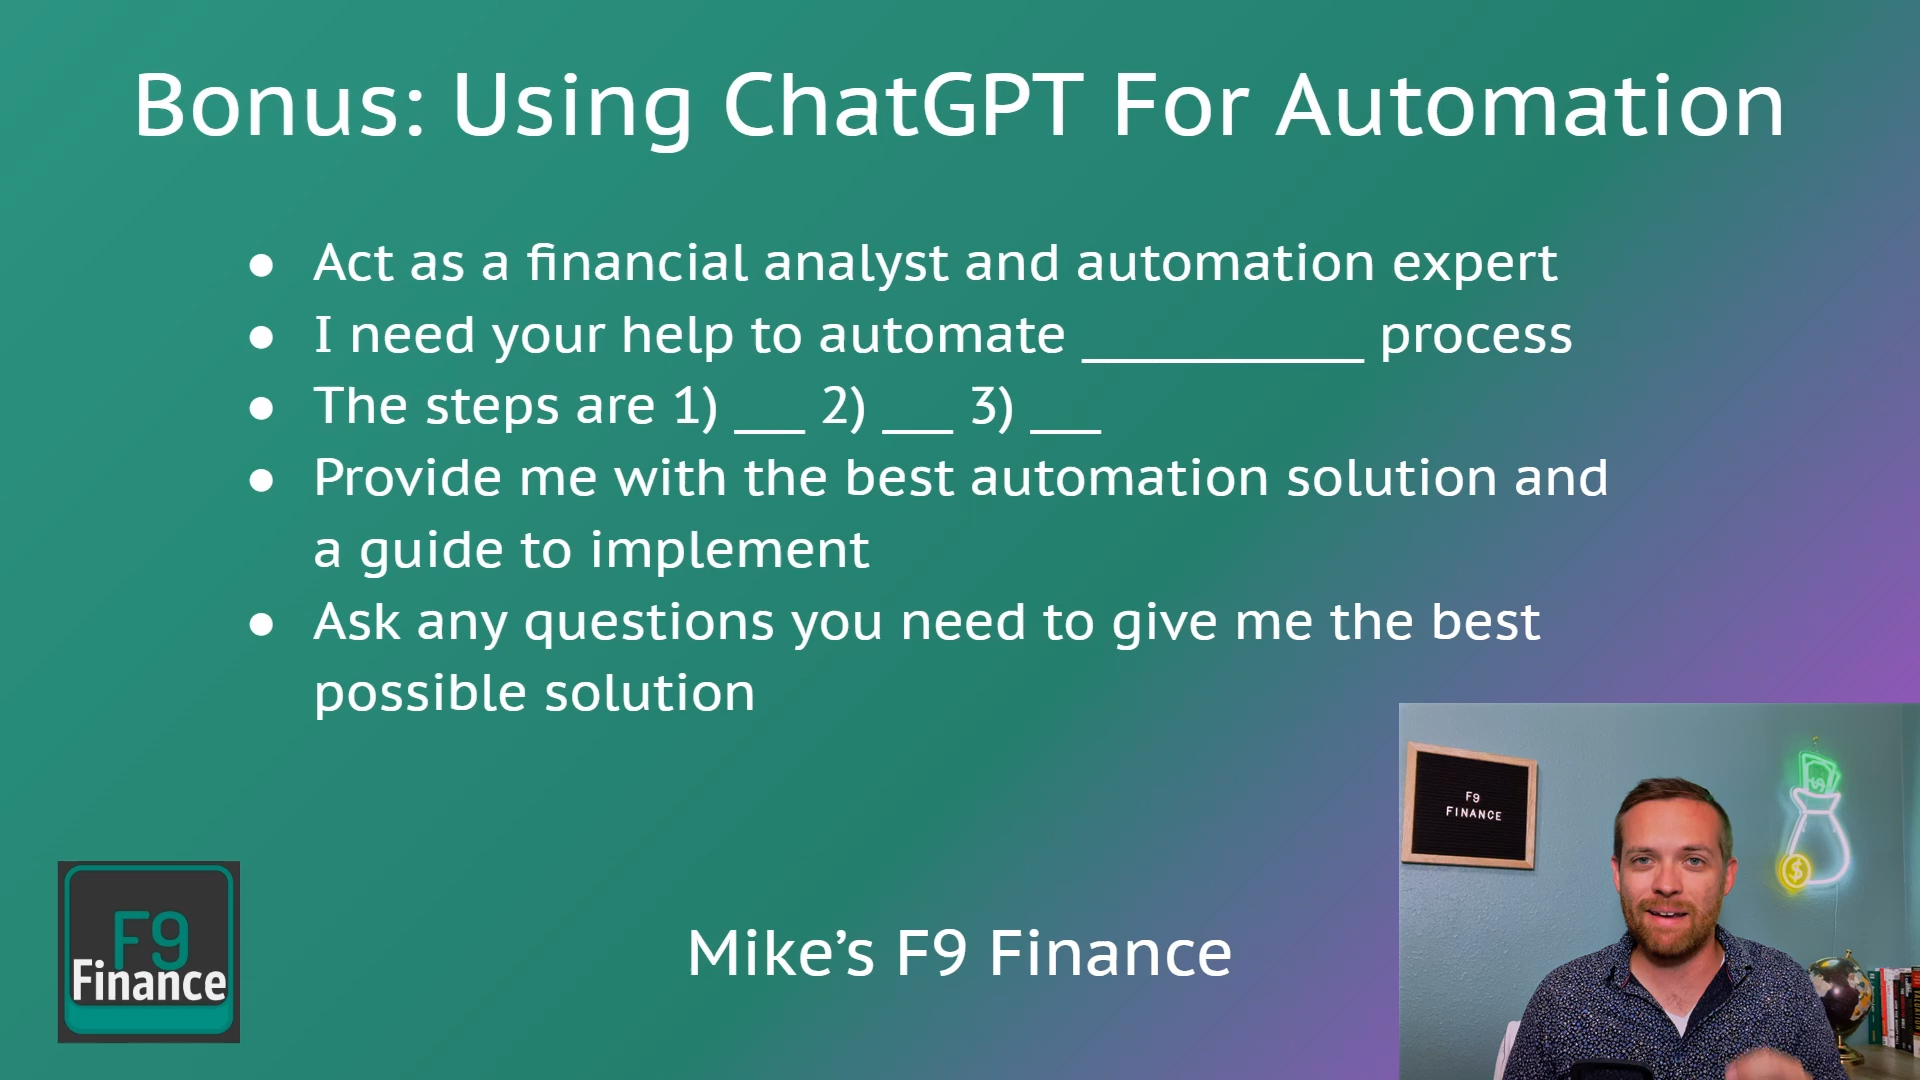 Bonus: Using ChatGPT For Automation
● Act as a financial analyst and automation expert
● I need your help to automate ___________ process
● The steps are 1) ___ 2) ___ 3) ___
● Provide me with the best automation solution and
a guide to implement
● Ask any questions you need to give me the best
possible solution
F9
FINANCE
$
$
F9
Finance
Mike's F9 Finance